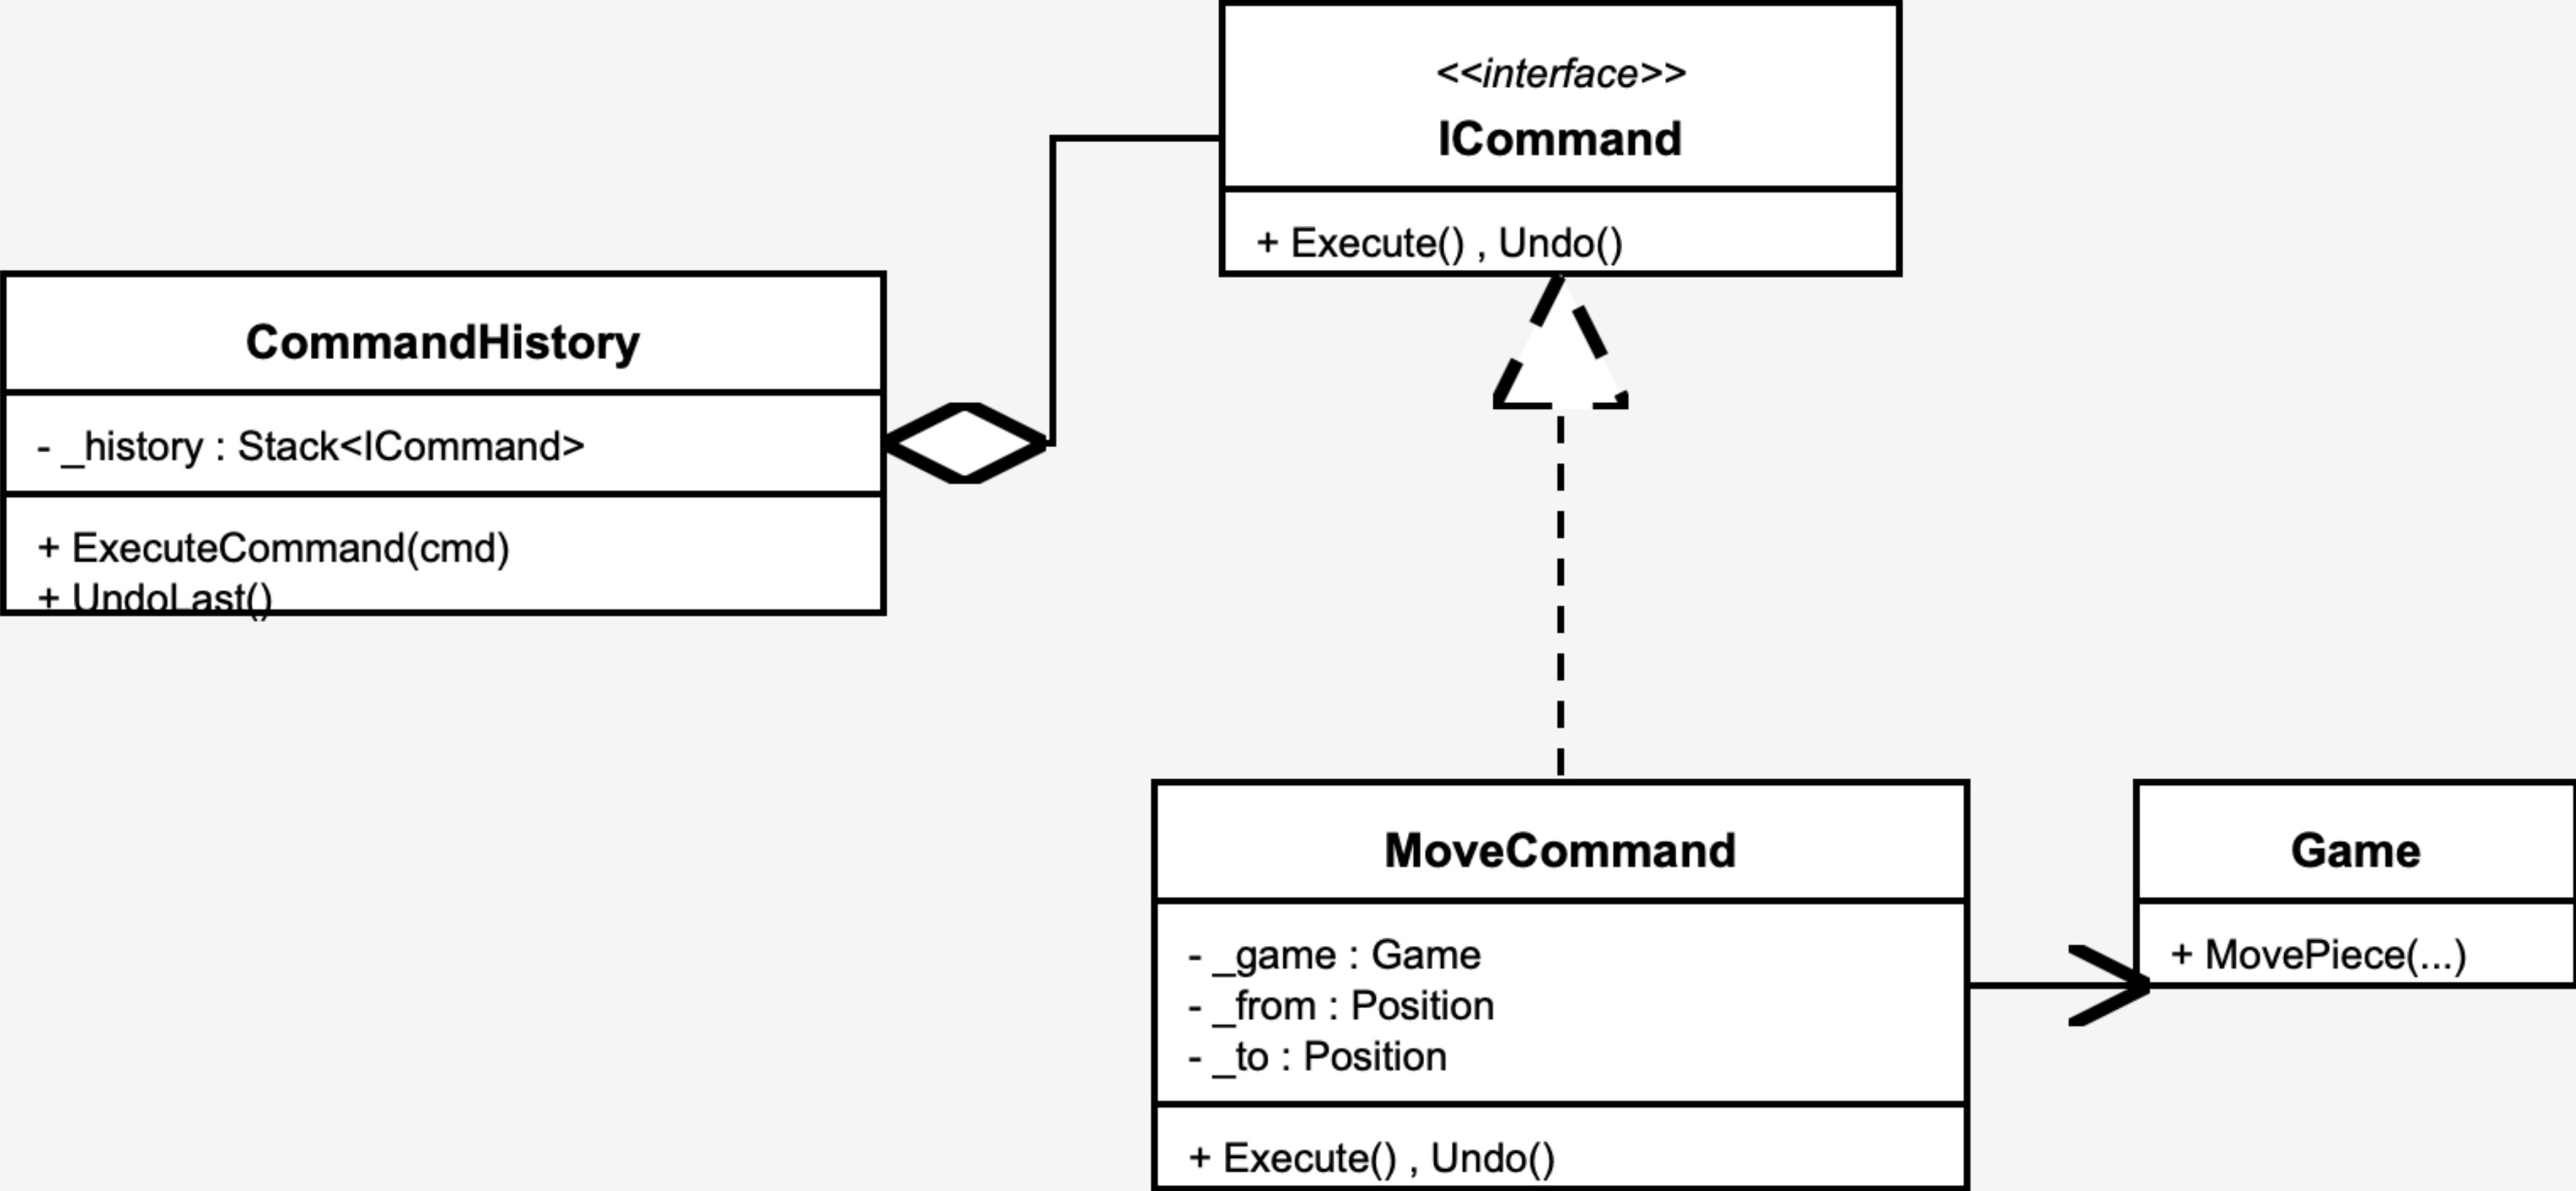 <<interface>>
ICommand
+ Execute() , Undo()
CommandHistory
- _history : Stack<ICommand>
+ ExecuteCommand(cmd)
+ UndoLast()
MoveCommand
- _game : Game
- _from : Position
- _to : Position
+ Execute() , Undo()
Game
+ MovePiece(...)